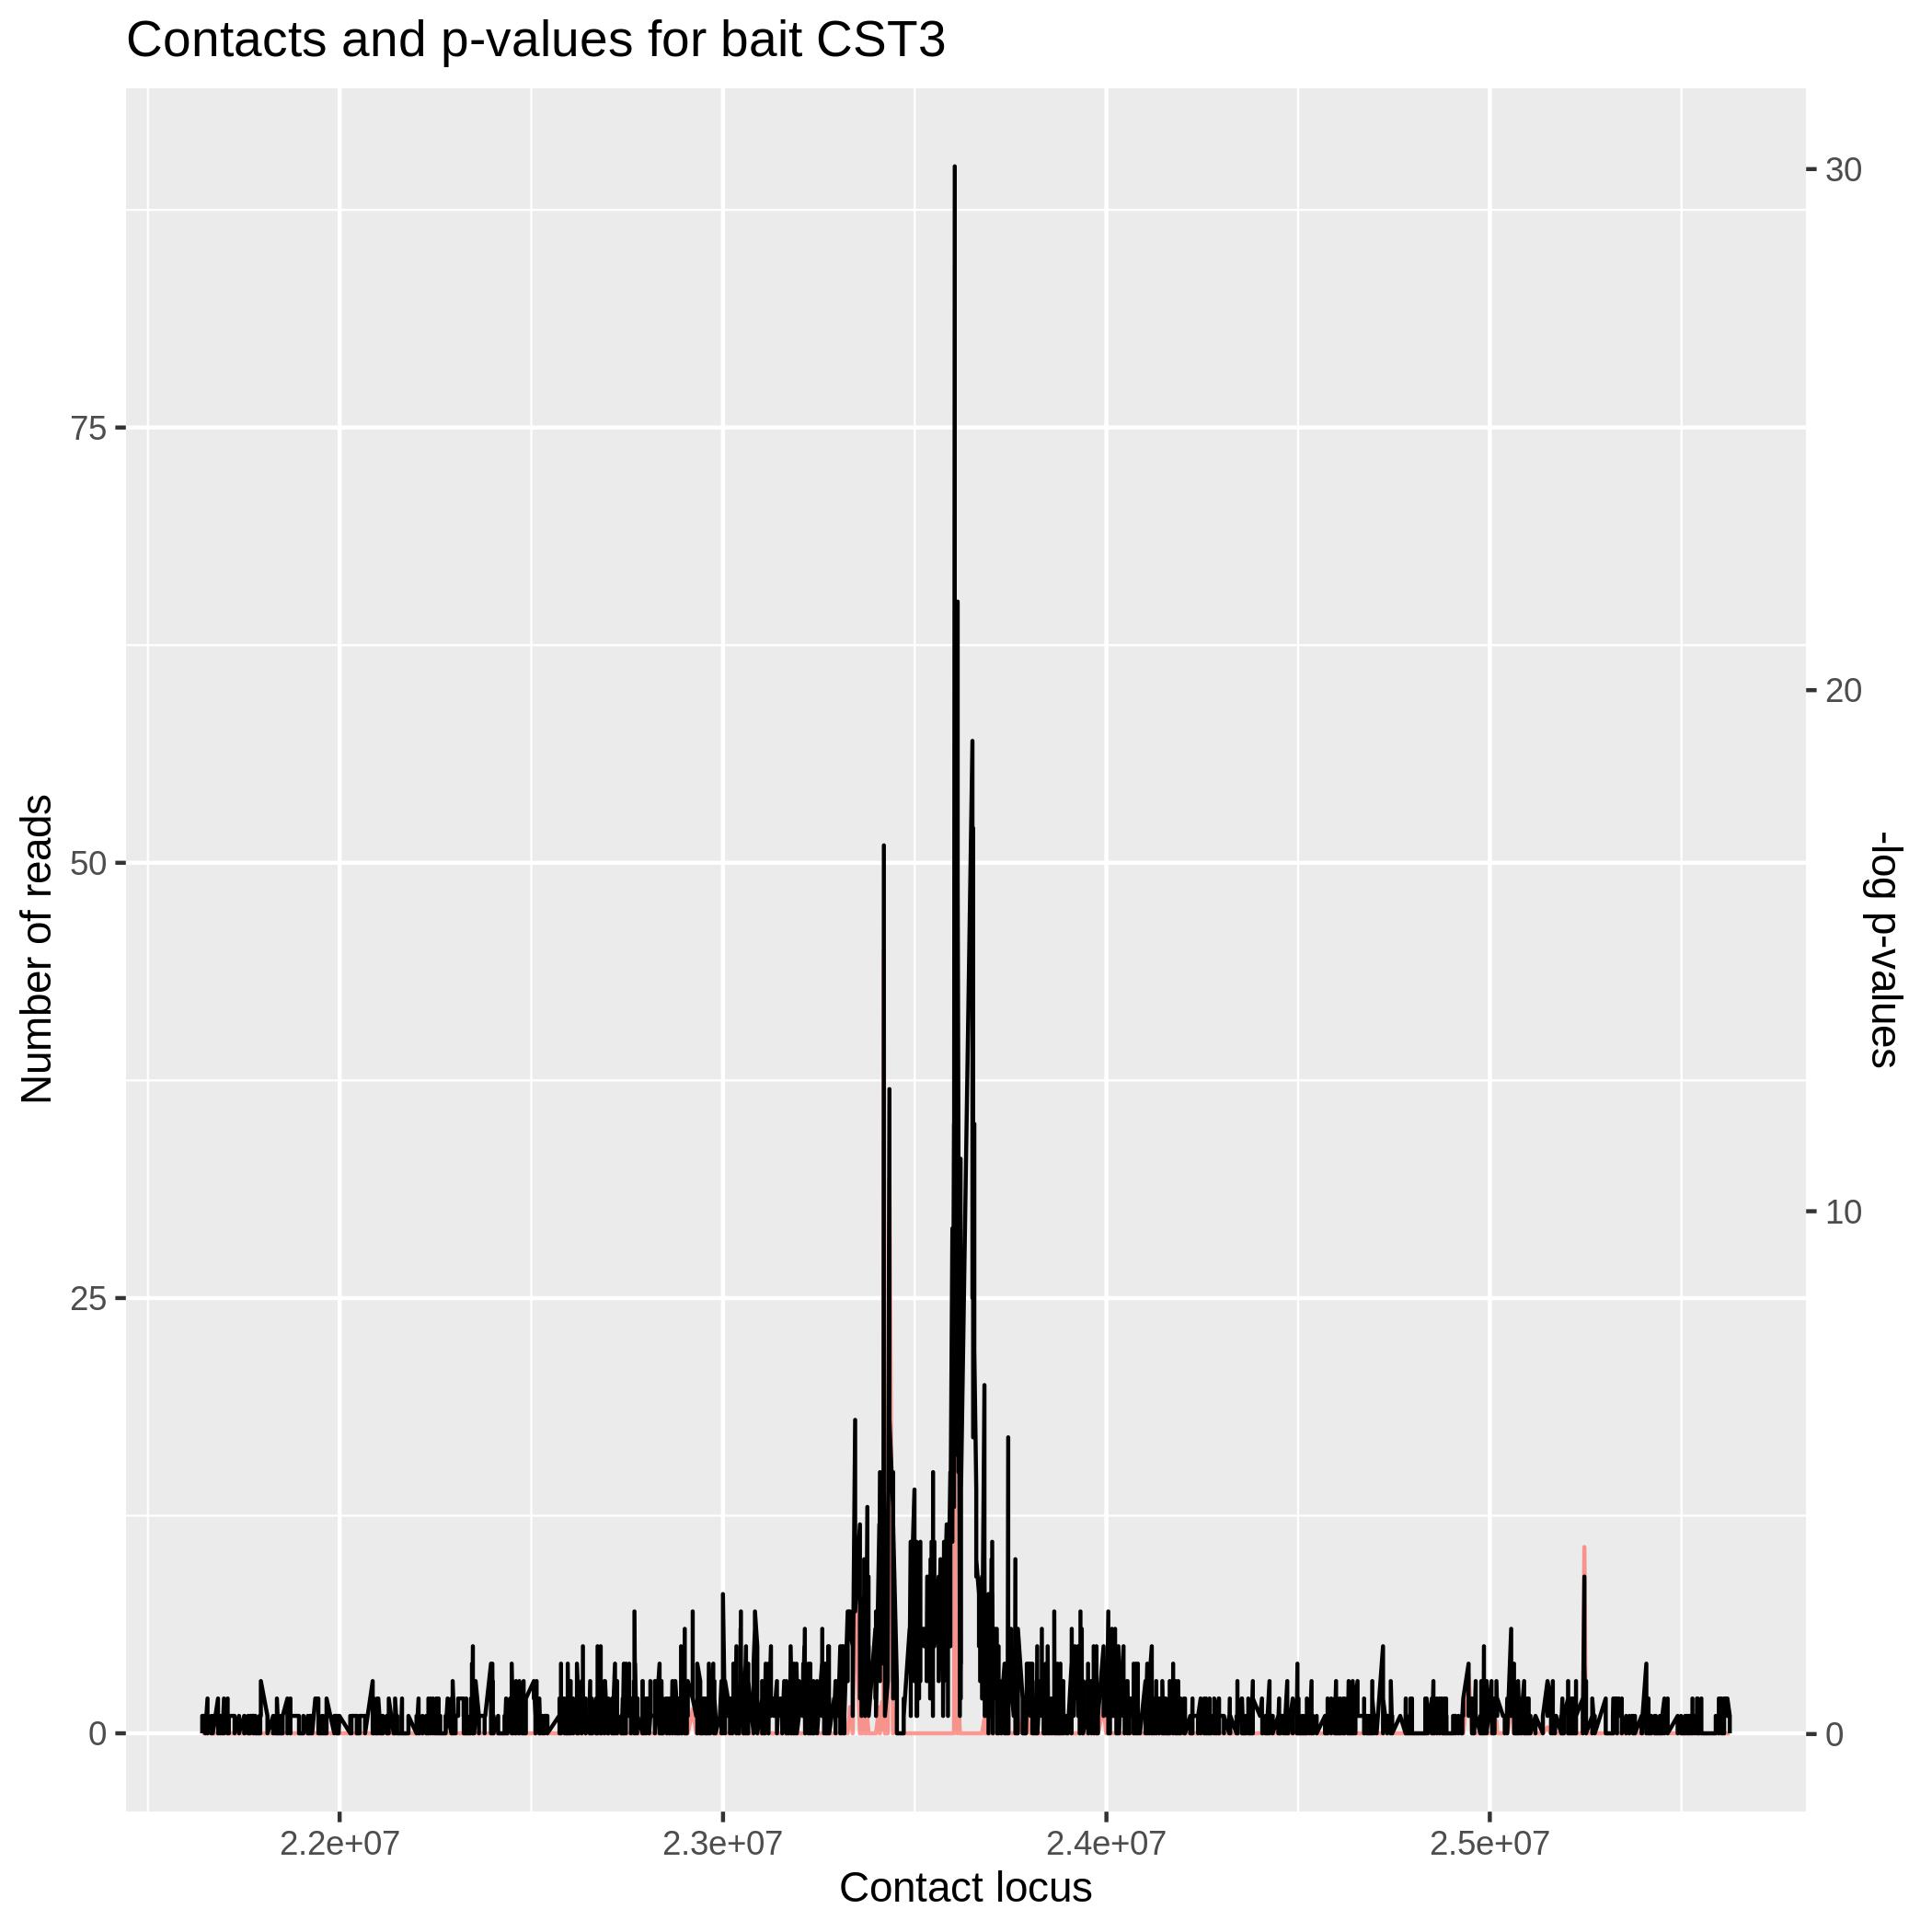 Contacts and p-values for bait CST3
Number of reads
75
50
25
0
30
20
10
0
-log p-values
2.2e+07
2.3e+07
2.4e+07
2.5e+07
Contact locus